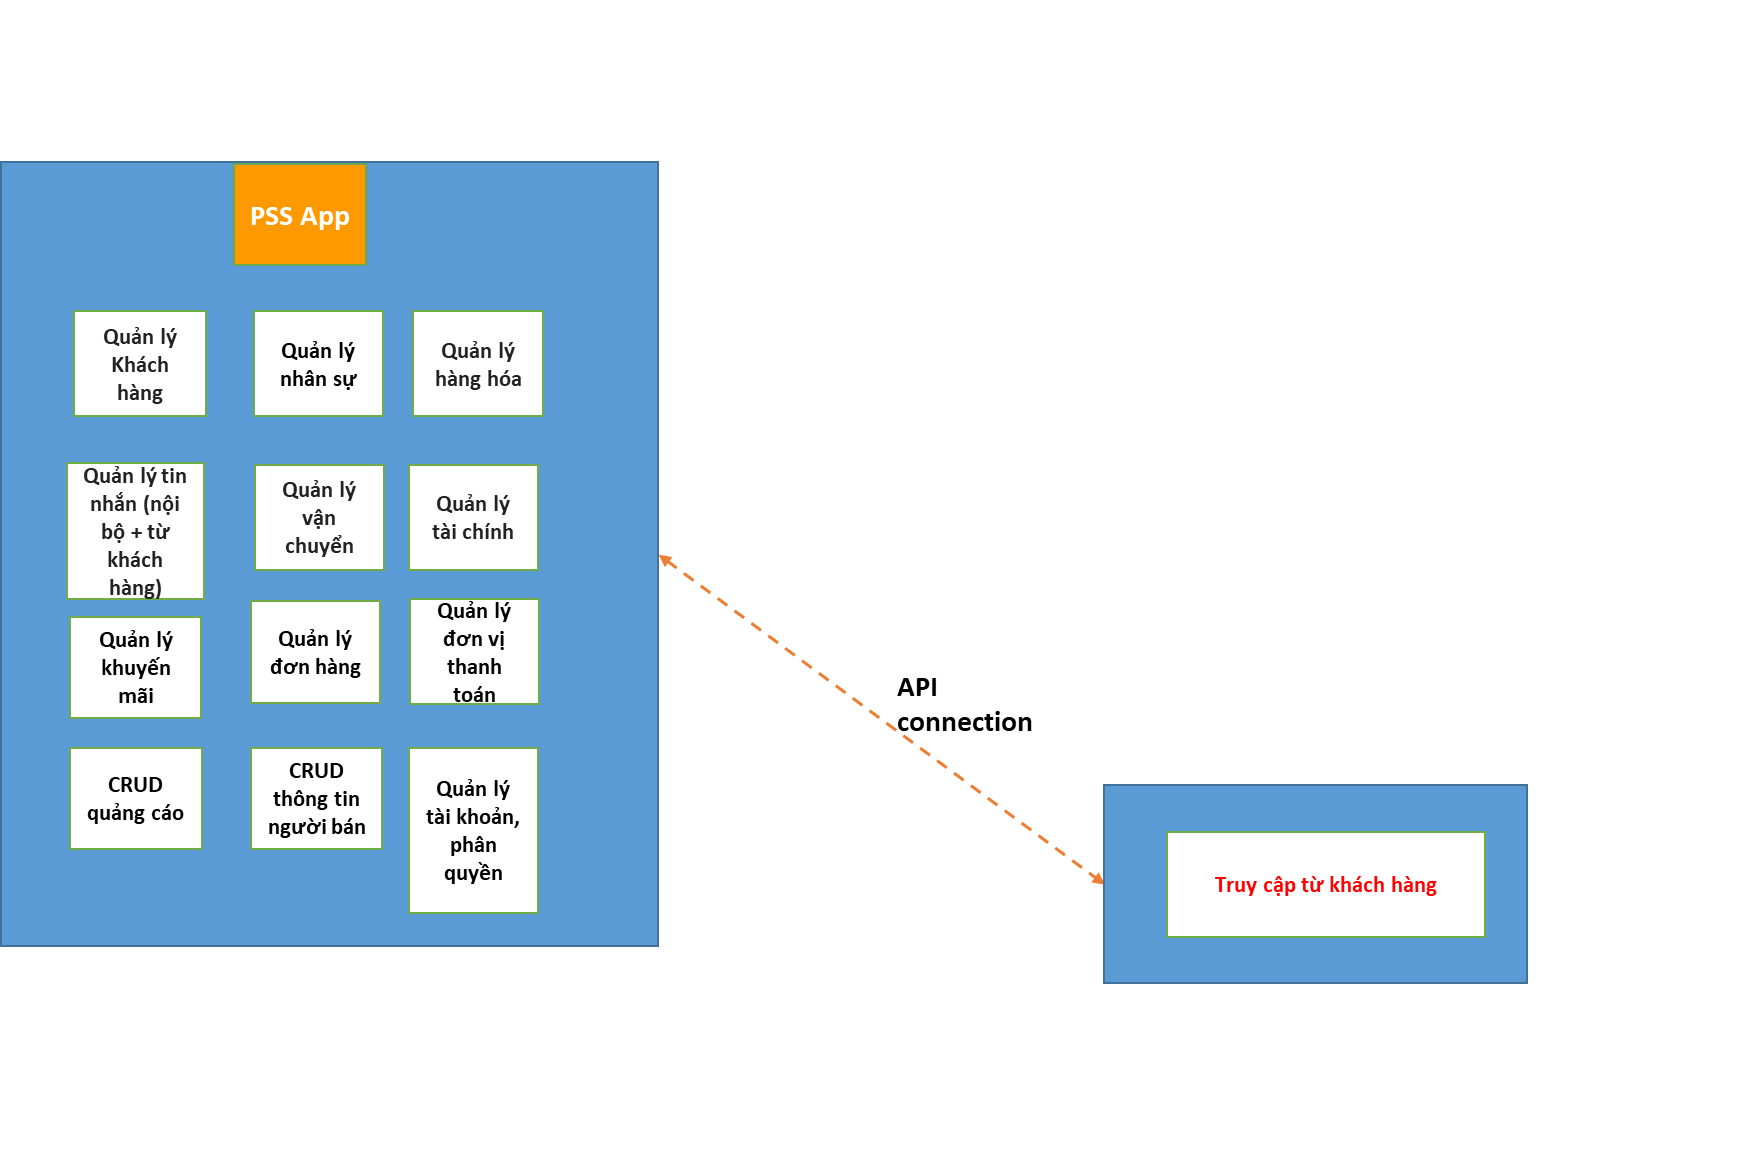 PSS App
Quản lý
Khách
hàng
Quản lý
nhân sự
Quản lý
hàng hóa
Quản lý tin
nhắn (nội
bộ + từ
khách
hàng)
Quản lý
vận
chuyển
Quản lý
tài chính
Quản lý
khuyến
mãi
Quản lý
đơn hàng
Quản lý
đơn vị
thanh
toán
CRUD
quảng cáo
CRUD
thông tin
người bán
Quản lý
tài khoản,
phân
quyền
API
connection
Truy cập từ khách hàng